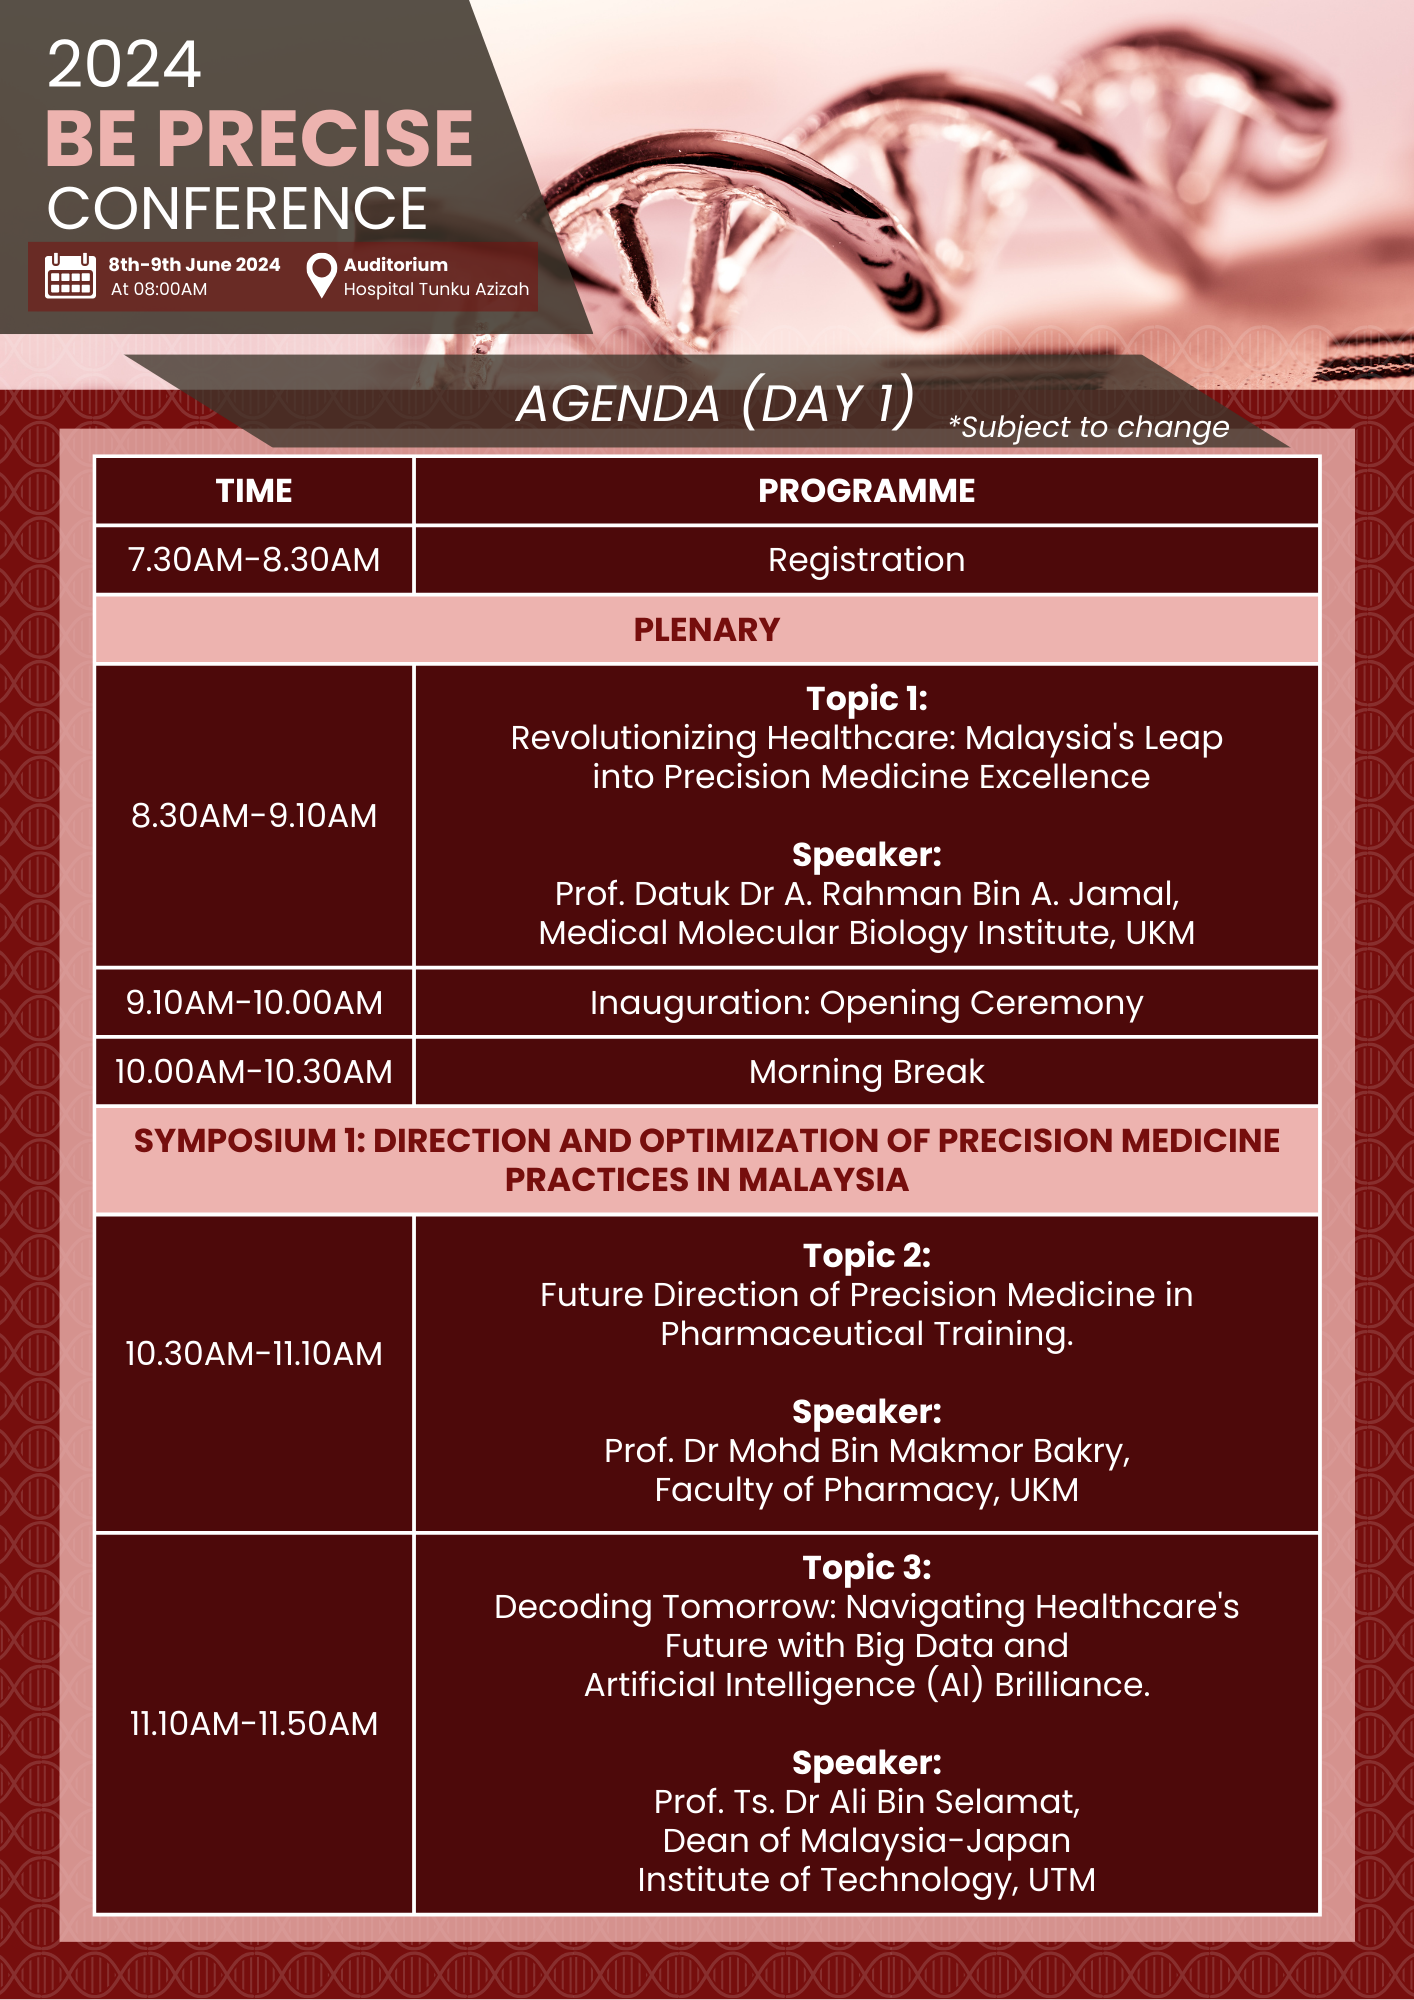 2024
BE PRECISE
CONFERENCE
8th-9th June 2024
At 08:00AM
Auditorium
Hospital Tunku Azizah
AGENDA (DAY 1)
*Subject to change
TIME
PROGRAMME
7.30AM-8.30AM
Registration
PLENARY
8.30AM-9.10AM
Topic 1:
Revolutionizing Healthcare: Malaysia's Leap
into Precision Medicine Excellence
Speaker:
Prof. Datuk Dr A. Rahman Bin A. Jamal,
Medical Molecular Biology Institute, UKM
9.10AM-10.00AM
Inauguration: Opening Ceremony
10.00AM-10.30AM
Morning Break
SYMPOSIUM 1: DIRECTION AND OPTIMIZATION OF PRECISION MEDICINE
PRACTICES IN MALAYSIA
10.30AM-11.10AM
Topic 2:
Future Direction of Precision Medicine in
Pharmaceutical Training.
Speaker:
Prof. Dr Mohd Bin Makmor Bakry,
Faculty of Pharmacy, UKM
11.10AM-11.50AM
Topic 3:
Decoding Tomorrow: Navigating Healthcare's
Future with Big Data and
Artificial Intelligence (AI) Brilliance.
Speaker:
Prof. Ts. Dr Ali Bin Selamat,
Dean of Malaysia-Japan
Institute of Technology, UTM